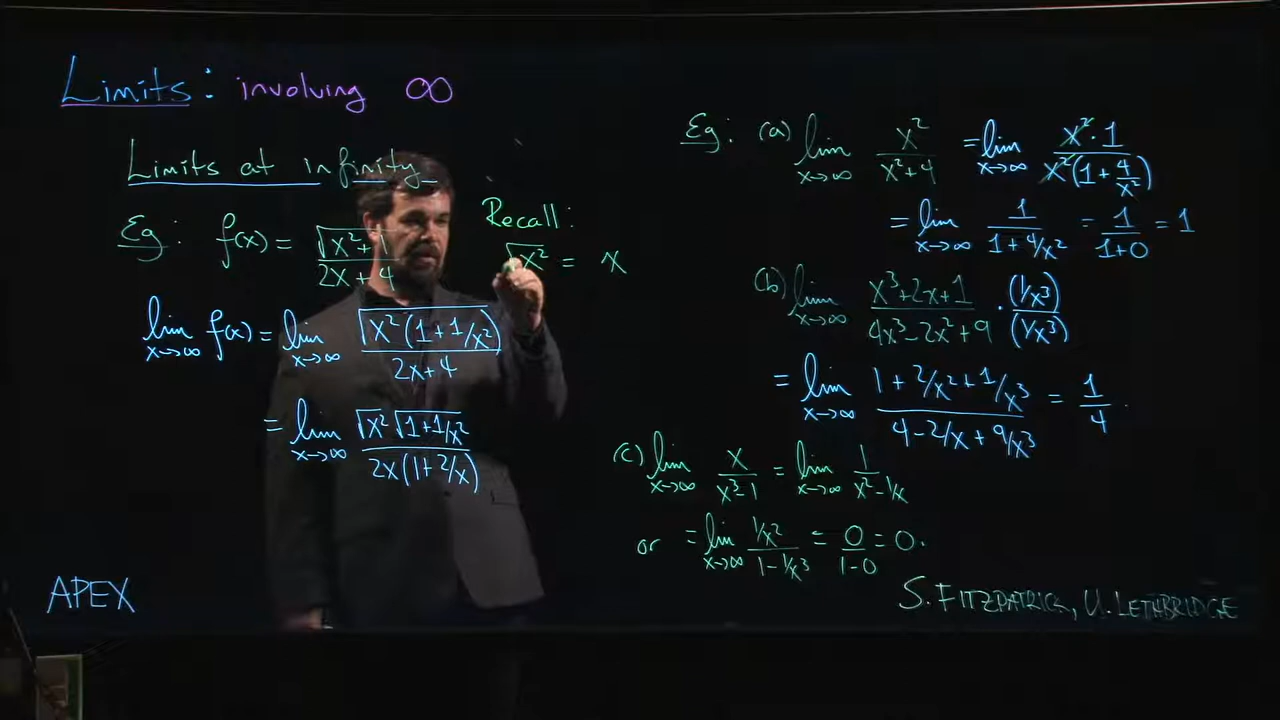 Limits: involving ∞
Limits at infinity
Eg: f(x) = √(x²+1) / (2x+4)
Recall:
√x² = x
lim x→∞ f(x) = lim x→∞ √(x²(1+1/x²)) / (2x+4)
= lim x→∞ √x² √(1+1/x²) / (2x(1+2/x))
APEX
Eg: (a) lim x→∞ x² / (x²+4) = lim x→∞ x²·1 / (x²(1+4/x²))
= lim x→∞ 1 / (1+4/x²) = 1/(1+0) = 1
(b) lim x→∞ (x³+2x+1) / (4x³-2x²+9) · (1/x³) / (1/x³)
= lim x→∞ (1+2/x²+1/x³) / (4-2/x+9/x³) = 1/4.
(c) lim x→∞ x / (x³-1) = lim x→∞ 1 / (x²-1/x)
or = lim x→∞ (1/x²) / (1-1/x³) = 0/(1-0) = 0.
S. FITZPATRICK, U. LETHBRIDGE